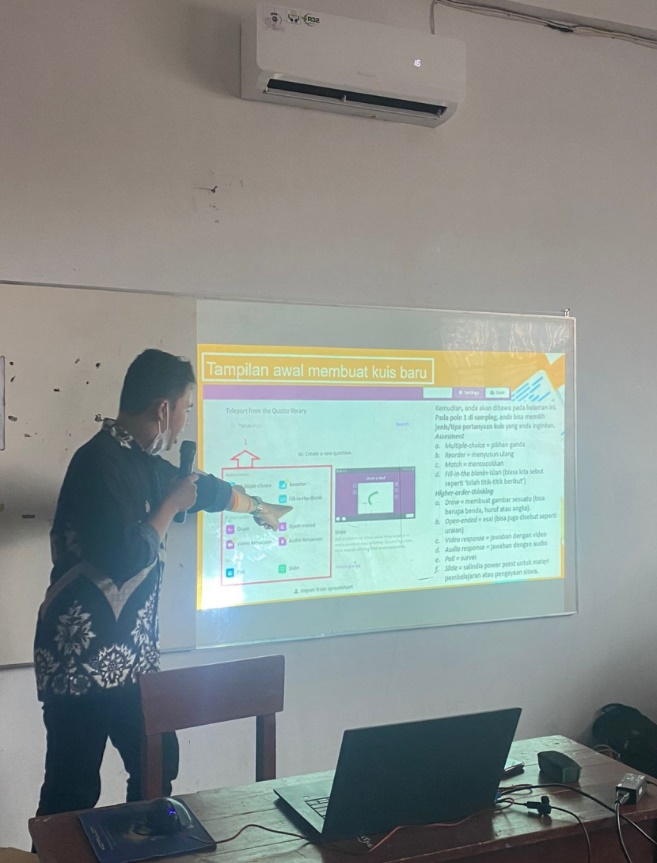 R32
16
Tampilan awal membuat kuis baru
Settings
Teleport from the Quizizz library
Search
Or Create a new question
Multiple-choice
Reorder
Fill-in-the-Blank
Draw
Open-ended
Video Response
Audio Response
Poll
Slide
Import from spreadsheet
Kemudian, anda akan dibawa pada halaman ini.
Pada poin 1 di samping, anda bisa memilih
jenis/tipe pertanyaan kuis yang anda inginkan.
Assessment
a. Multiple-choice = pilihan ganda
b. Reorder = menyusun ulang
c. Match = mencocokkan
d. Fill-in-the-blank= isian (biasa kita sebut
seperti 'isilah titik-titik berikut')
Higher-order-thinking
a. Draw = membuat gambar sesuatu (bisa
berupa benda, huruf atau angka).
b. Open-ended = esai (bisa juga disebut seperti
uraian)
c. Video response = jawaban dengan video
d. Audio response = jawaban dengan audio
e. Poll = survei
f. Slide = salindia power point untuk materi
pembelajaran atau pengayaan siswa.